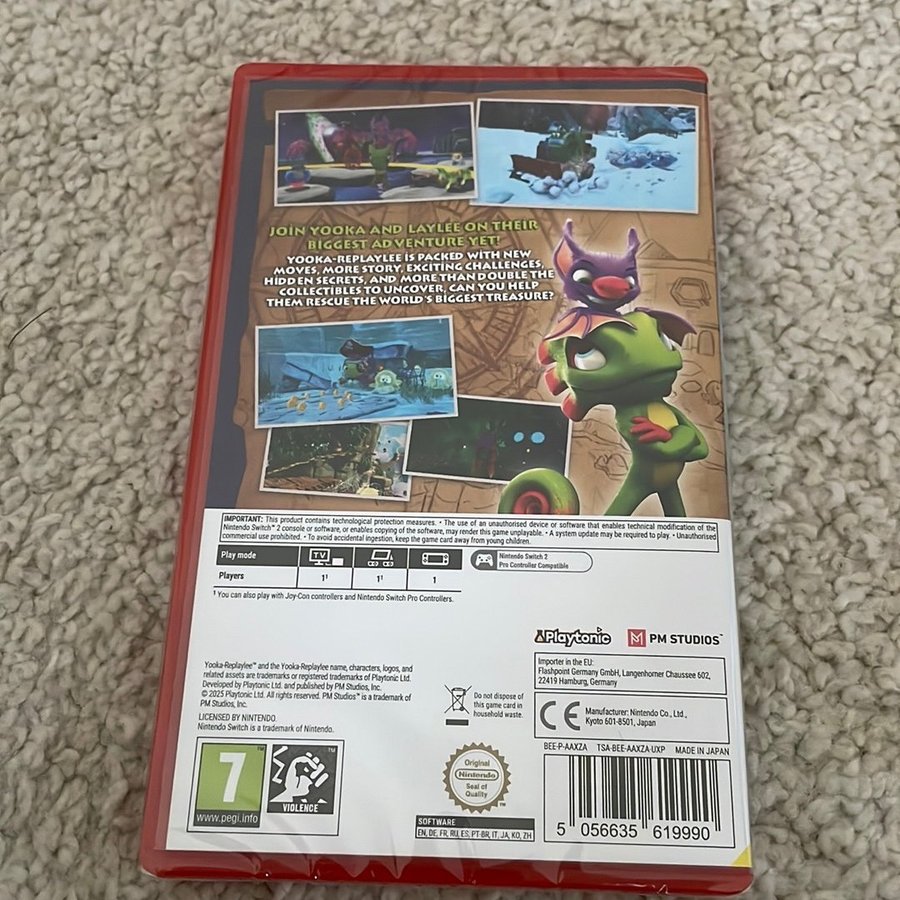 JOIN YOOKA AND LAYLEE ON THEIR
BIGGEST ADVENTURE YET!
YOOKA-REPLAYLEE IS PACKED WITH NEW
MOVES, MORE STORY, EXCITING CHALLENGES,
HIDDEN SECRETS, AND MORE THAN DOUBLE THE
COLLECTIBLES TO UNCOVER, CAN YOU HELP
THEM RESCUE THE WORLD'S BIGGEST TREASURE?
IMPORTANT: This product contains technological protection measures. • The use of an unauthorised device or software that enables technical modification of the
Nintendo Switch™ 2 console or software, or enables copying of the software, may render this game unplayable. • A system update may be required to play. • Unauthorised
commercial use prohibited. • To avoid accidental ingestion, keep the game card away from young children.
Play mode
TV
Players 1¹ 1¹ 1
Nintendo Switch 2
Pro Controller Compatible
¹ You can also play with Joy-Con controllers and Nintendo Switch Pro Controllers.
Playtonic
PM STUDIOS™
Importer in the EU:
Flashpoint Germany GmbH, Langenhorner Chaussee 602,
22419 Hamburg, Germany
Yooka-Replaylee™ and the Yooka-Replaylee name, characters, logos, and
related assets are trademarks or registered trademarks of Playtonic Ltd.
Developed by Playtonic Ltd. and published by PM Studios, Inc.
© 2025 Playtonic Ltd. All rights reserved. PM Studios™ is a trademark of
PM Studios, Inc.
LICENSED BY NINTENDO.
Nintendo Switch is a trademark of Nintendo.
Do not dispose of
this game card in
household waste.
CE
Manufacturer: Nintendo Co., Ltd.,
Kyoto 601-8501, Japan
BEE-P-AAXZA TSA-BEE-AAXZA-UXP MADE IN JAPAN
7
www.pegi.info
VIOLENCE
Original
Nintendo
Seal of
Quality
SOFTWARE
EN, DE, FR, RU, ES, PT-BR, IT, JA, KO, ZH
5 056635 619990